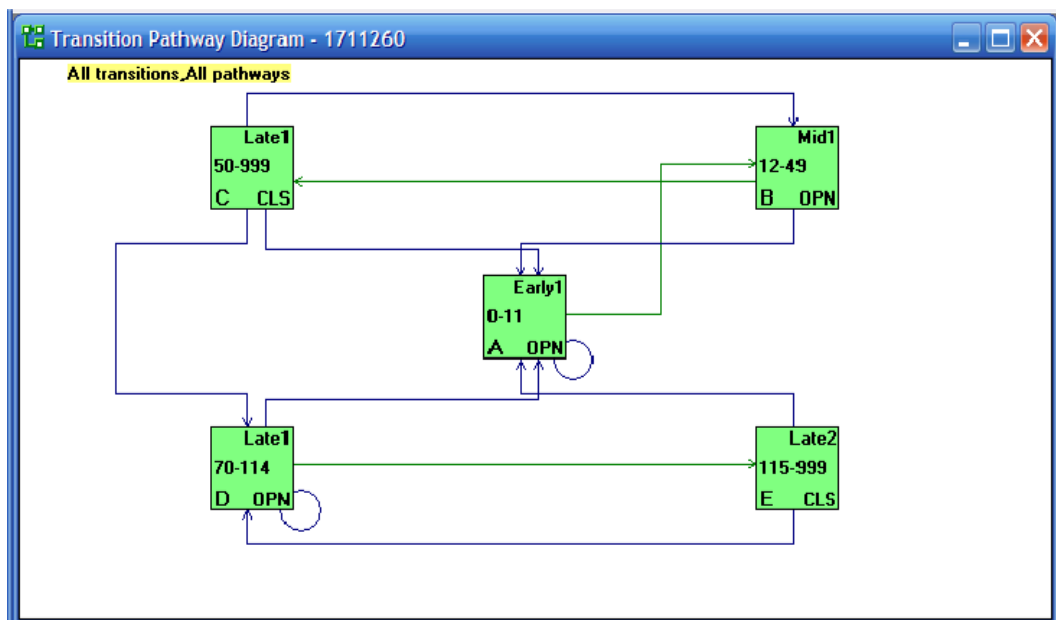 Transition Pathway Diagram - 1711260
All transitions,All pathways
Late1
50-999
C CLS
Mid1
12-49
B OPN
Early1
0-11
A OPN
Late1
70-114
D OPN
Late2
115-999
E CLS